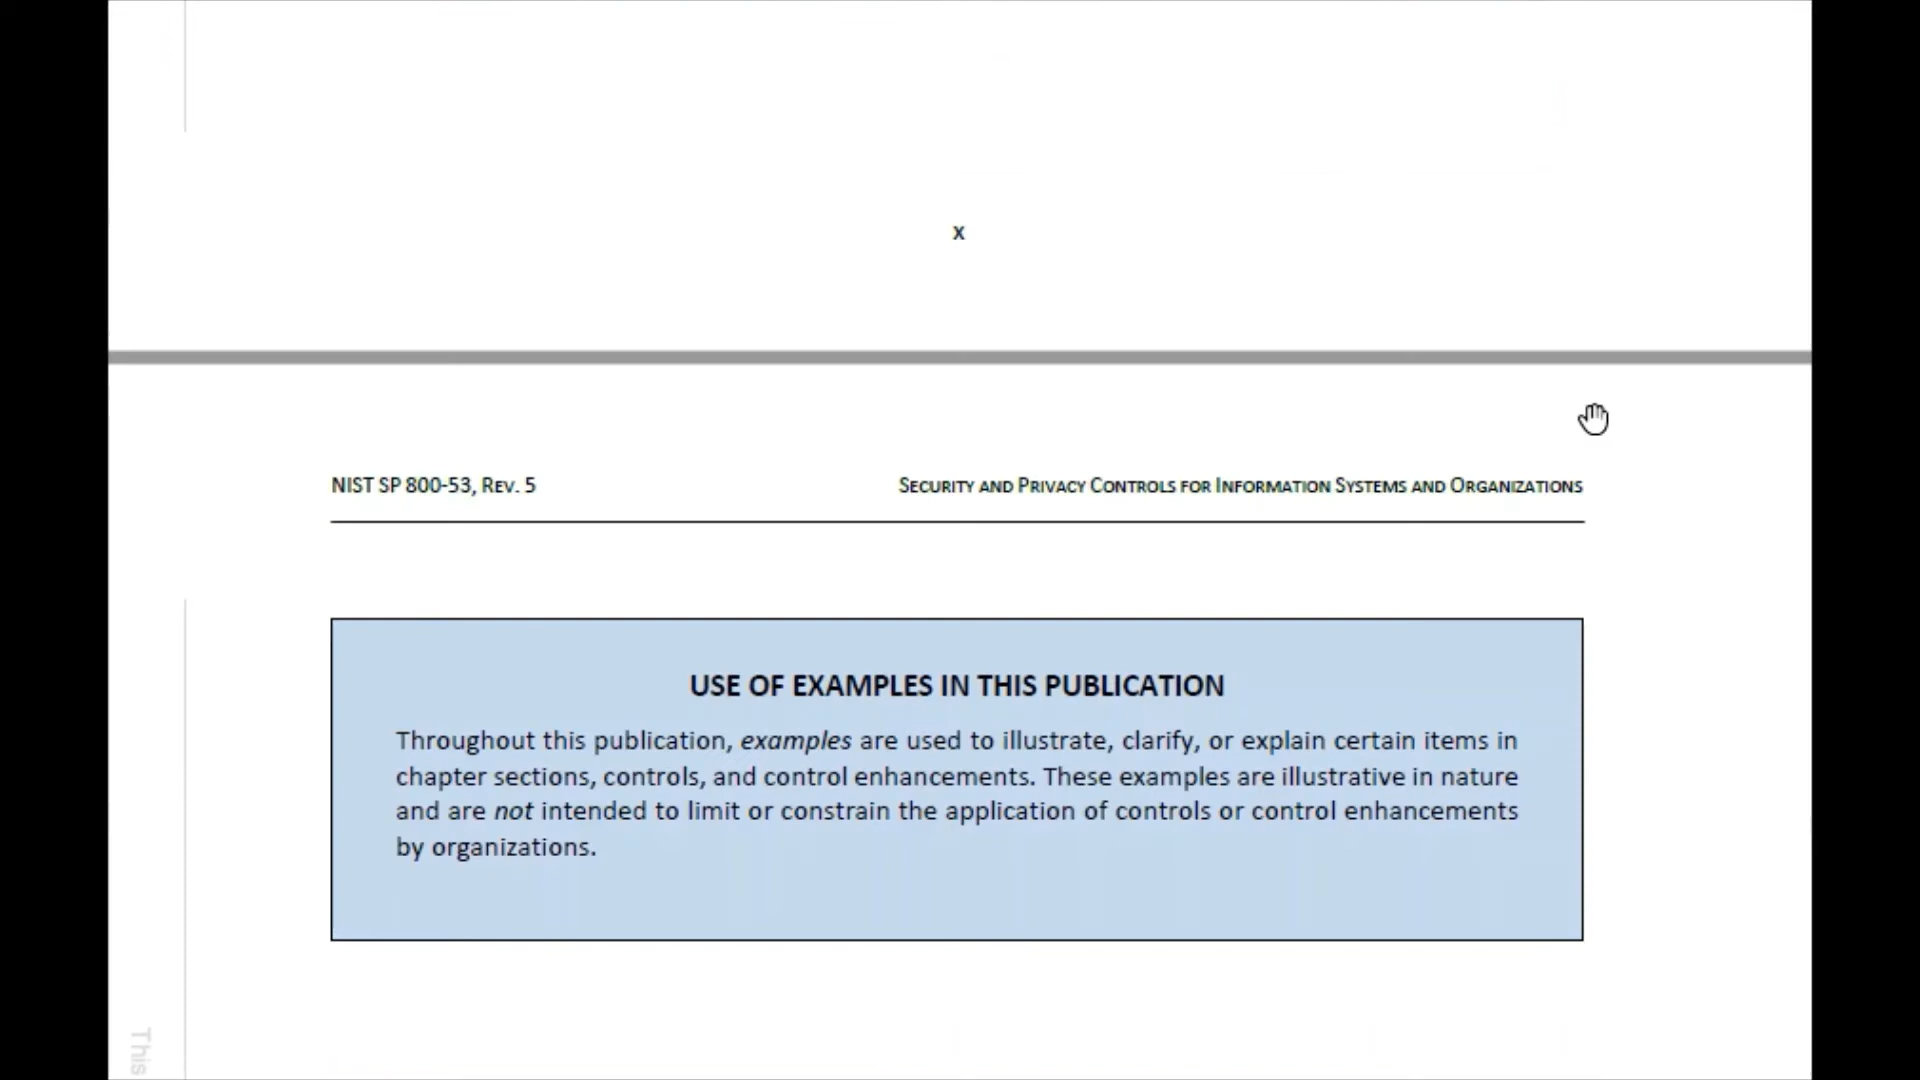 x
NIST SP 800-53, REV. 5
SECURITY AND PRIVACY CONTROLS FOR INFORMATION SYSTEMS AND ORGANIZATIONS
USE OF EXAMPLES IN THIS PUBLICATION
Throughout this publication, examples are used to illustrate, clarify, or explain certain items in
chapter sections, controls, and control enhancements. These examples are illustrative in nature
and are not intended to limit or constrain the application of controls or control enhancements
by organizations.
This